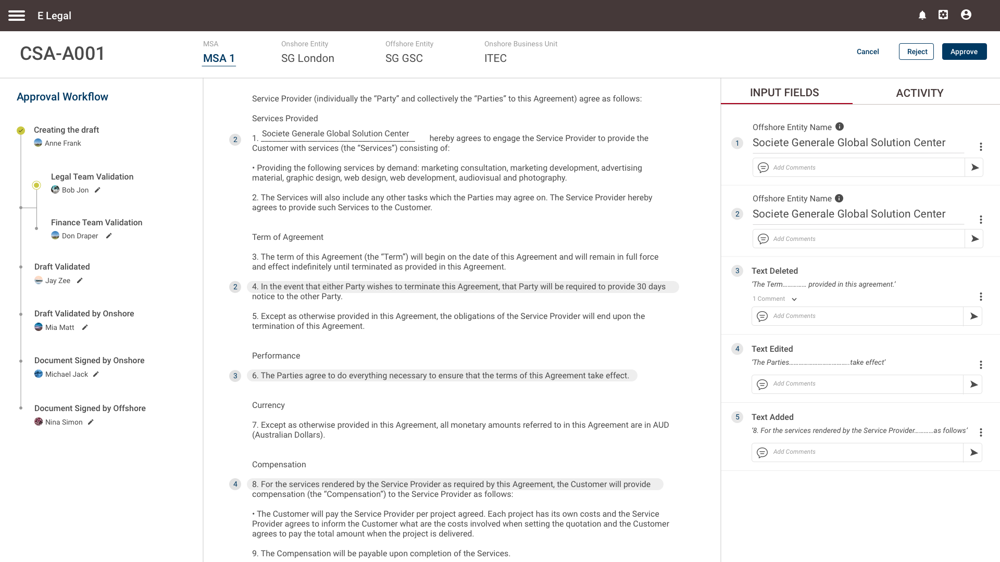 E Legal
CSA-A001
MSA
MSA 1
Onshore Entity
SG London
Offshore Entity
SG GSC
Onshore Business Unit
ITEC
Cancel
Reject
Approve
Approval Workflow
Creating the draft
Anne Frank
Legal Team Validation
Bob Jon
Finance Team Validation
Don Draper
Draft Validated
Jay Zee
Draft Validated by Onshore
Mia Matt
Document Signed by Onshore
Michael Jack
Document Signed by Offshore
Nina Simon
Service Provider (individually the “Party” and collectively the “Parties” to this Agreement) agree as follows:
Services Provided
2
1. Societe Generale Global Solution Center hereby agrees to engage the Service Provider to provide the
Customer with services (the “Services”) consisting of:
• Providing the following services by demand: marketing consultation, marketing development, advertising
material, graphic design, web design, web development, audiovisual and photography.
2. The Services will also include any other tasks which the Parties may agree on. The Service Provider hereby
agrees to provide such Services to the Customer.
Term of Agreement
3. The term of this Agreement (the “Term”) will begin on the date of this Agreement and will remain in full force
and effect indefinitely until terminated as provided in this Agreement.
2
4. In the event that either Party wishes to terminate this Agreement, that Party will be required to provide 30 days
notice to the other Party.
5. Except as otherwise provided in this Agreement, the obligations of the Service Provider will end upon the
termination of this Agreement.
Performance
3
6. The Parties agree to do everything necessary to ensure that the terms of this Agreement take effect.
Currency
7. Except as otherwise provided in this Agreement, all monetary amounts referred to in this Agreement are in AUD
(Australian Dollars).
Compensation
4
8. For the services rendered by the Service Provider as required by this Agreement, the Customer will provide
compensation (the “Compensation”) to the Service Provider as follows:
• The Customer will pay the Service Provider per project agreed. Each project has its own costs and the Service
Provider agrees to inform the Customer what are the costs involved when setting the quotation and the Customer
agrees to pay the total amount when the project is delivered.
9. The Compensation will be payable upon completion of the Services.
INPUT FIELDS
ACTIVITY
Offshore Entity Name
1
Societe Generale Global Solution Center
Add Comments
Offshore Entity Name
2
Societe Generale Global Solution Center
Add Comments
3
Text Deleted
‘The Term…………… provided in this agreement.’
1 Comment
Add Comments
4
Text Edited
‘The Parties………………………………..take effect’
Add Comments
5
Text Added
‘8. For the services rendered by the Service Provider…………as follows’
Add Comments